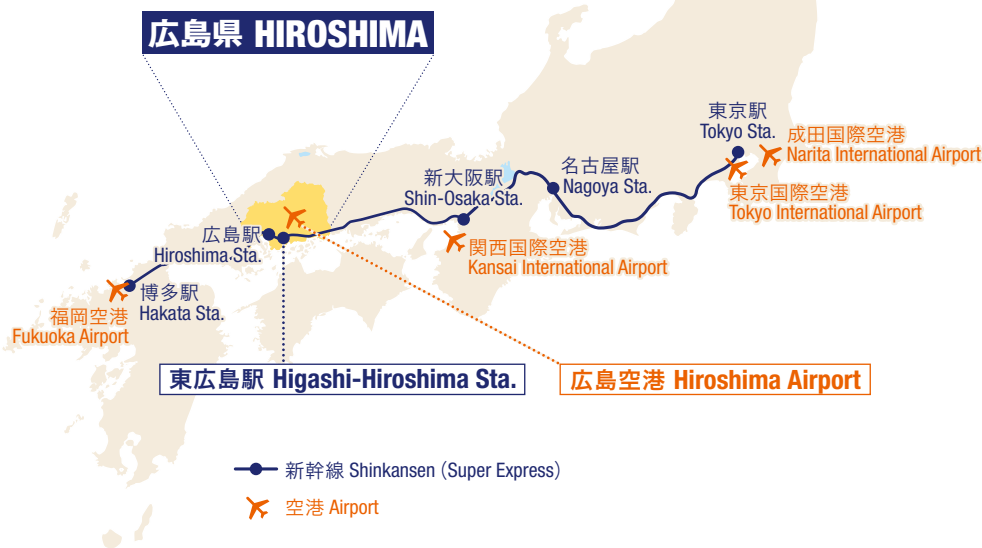 広島県 HIROSHIMA
東京駅
Tokyo Sta.
成田国際空港
Narita International Airport
東京国際空港
Tokyo International Airport
名古屋駅
Nagoya Sta.
新大阪駅
Shin-Osaka Sta.
関西国際空港
Kansai International Airport
広島駅
Hiroshima Sta.
博多駅
Hakata Sta.
福岡空港
Fukuoka Airport
東広島駅 Higashi-Hiroshima Sta.
広島空港 Hiroshima Airport
新幹線 Shinkansen (Super Express)
空港 Airport